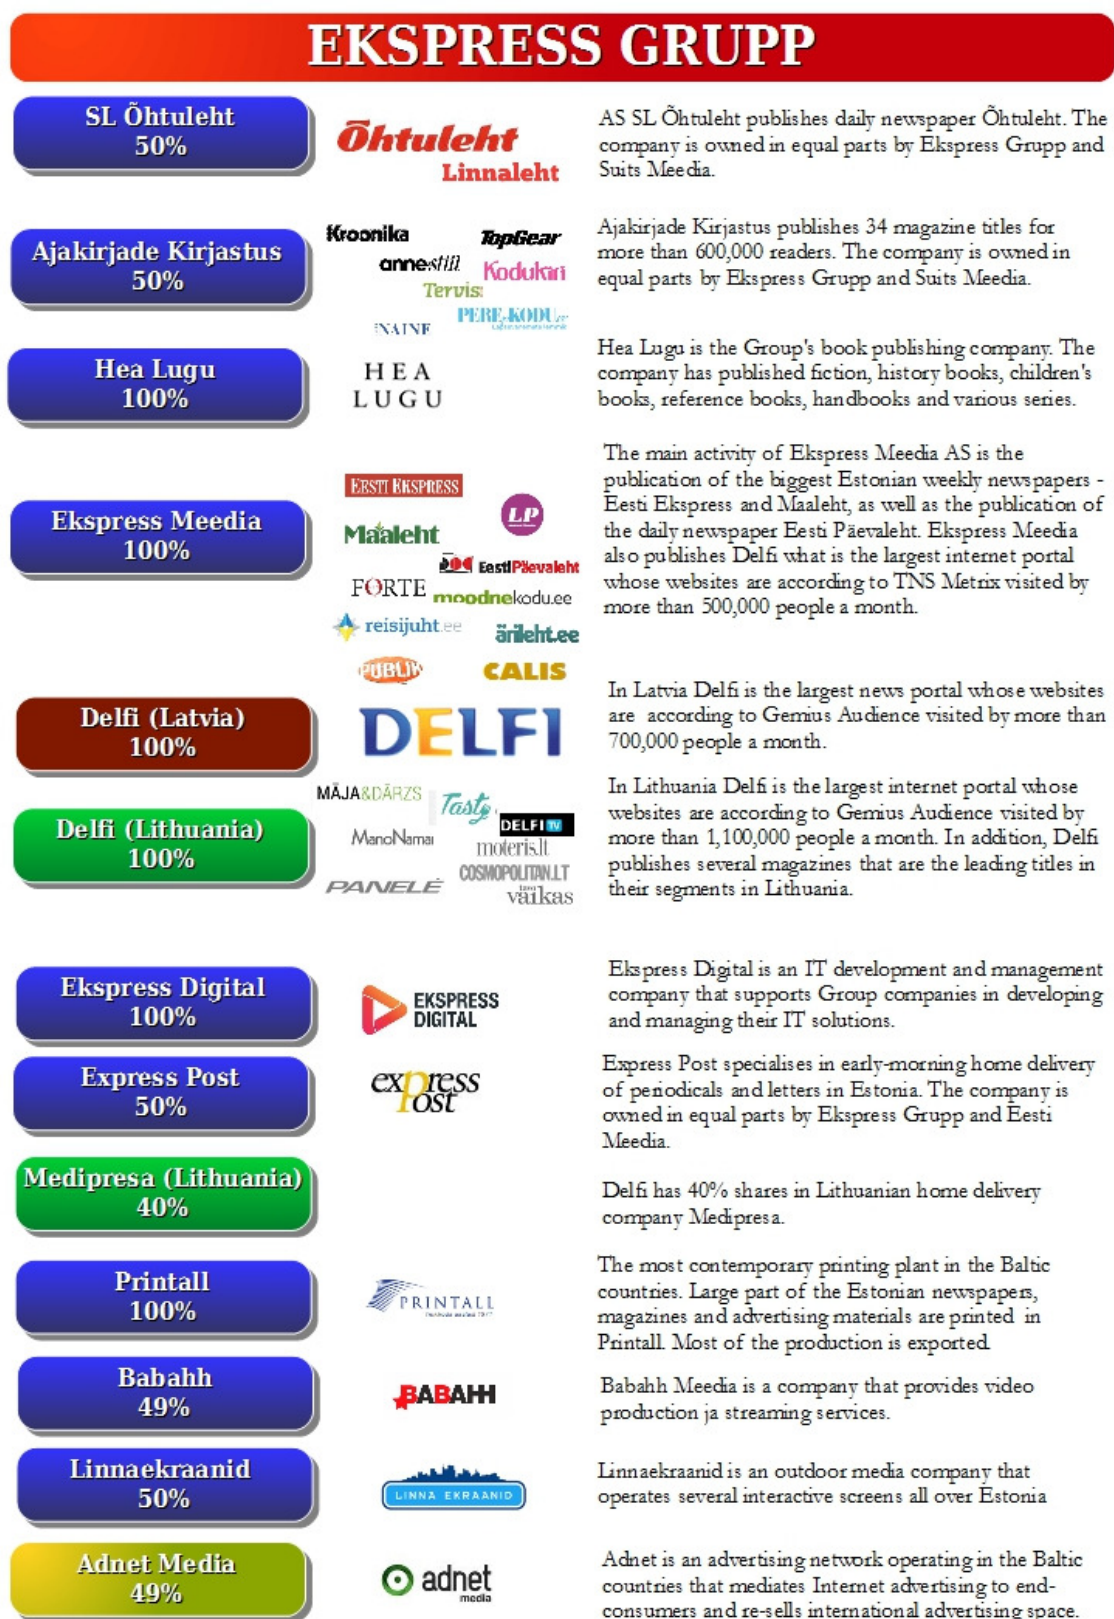 EKSPRESS GRUPP
SL Õhtuleht
50%
Õhtuleht
Linnaleht
AS SL Õhtuleht publishes daily newspaper Õhtuleht. The
company is owned in equal parts by Ekspress Grupp and
Suits Meedia.
Ajakirjade Kirjastus
50%
Kroonika
TopGear
anne&stiil
Kodukiri
Tervis
NAINE
PERE&KODU
Ajakirjade Kirjastus publishes 34 magazine titles for
more than 600,000 readers. The company is owned in
equal parts by Ekspress Grupp and Suits Meedia.
Hea Lugu
100%
HEA
LUGU
Hea Lugu is the Group's book publishing company. The
company has published fiction, history books, children's
books, reference books, handbooks and various series.
Ekspress Meedia
100%
EESTI EKSPRESS
LP
Maaleht
Eesti Päevaleht
FORTE
moodnekodu.ee
reisijuht.ee
ärileht.ee
PUBLIK
CALIS
The main activity of Ekspress Meedia AS is the
publication of the biggest Estonian weekly newspapers -
Eesti Ekspress and Maaleht, as well as the publication of
the daily newspaper Eesti Päevaleht. Ekspress Meedia
also publishes Delfi what is the largest internet portal
whose websites are according to TNS Metrix visited by
more than 500,000 people a month.
Delfi (Latvia)
100%
DELFI
In Latvia Delfi is the largest news portal whose websites
are according to Gemius Audience visited by more than
700,000 people a month.
Delfi (Lithuania)
100%
MĀJA&DĀRZS
Tasty
DELFI TV
ManoNamai
moteris.lt
COSMOPOLITAN.LT
PANELĖ
vaikas
In Lithuania Delfi is the largest internet portal whose
websites are according to Gemius Audience visited by
more than 1,100,000 people a month. In addition, Delfi
publishes several magazines that are the leading titles in
their segments in Lithuania.
Ekspress Digital
100%
EKSPRESS
DIGITAL
Ekspress Digital is an IT development and management
company that supports Group companies in developing
and managing their IT solutions.
Express Post
50%
express
Post
Express Post specialises in early-morning home delivery
of periodicals and letters in Estonia. The company is
owned in equal parts by Ekspress Grupp and Eesti
Meedia.
Medipresa (Lithuania)
40%
Delfi has 40% shares in Lithuanian home delivery
company Medipresa.
Printall
100%
PRINTALL
The most contemporary printing plant in the Baltic
countries. Large part of the Estonian newspapers,
magazines and advertising materials are printed in
Printall. Most of the production is exported.
Babahh
49%
BABAHH
Babahh Meedia is a company that provides video
production ja streaming services.
Linnaekraanid
50%
LINNA EKRAANID
Linnaekraanid is an outdoor media company that
operates several interactive screens all over Estonia
Adnet Media
49%
adnet
media
Adnet is an advertising network operating in the Baltic
countries that mediates Internet advertising to end-
consumers and re-sells international advertising space.